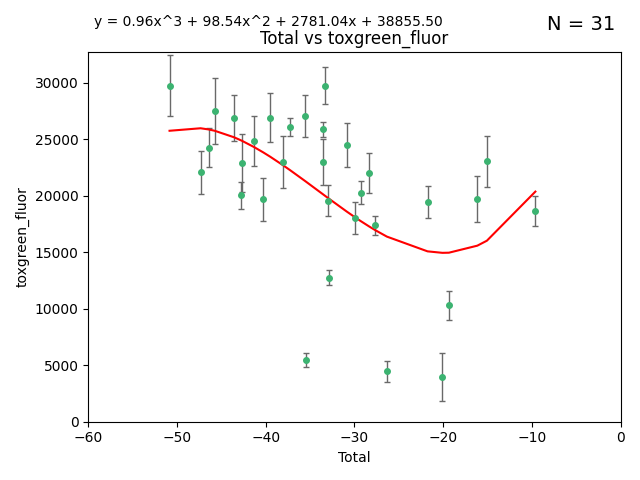 y = 0.96x^3 + 98.54x^2 + 2781.04x + 38855.50
N = 31
Total vs toxgreen_fluor
toxgreen_fluor
30000
25000
20000
15000
10000
5000
0
−60 −50 −40 −30 −20 −10 0
Total